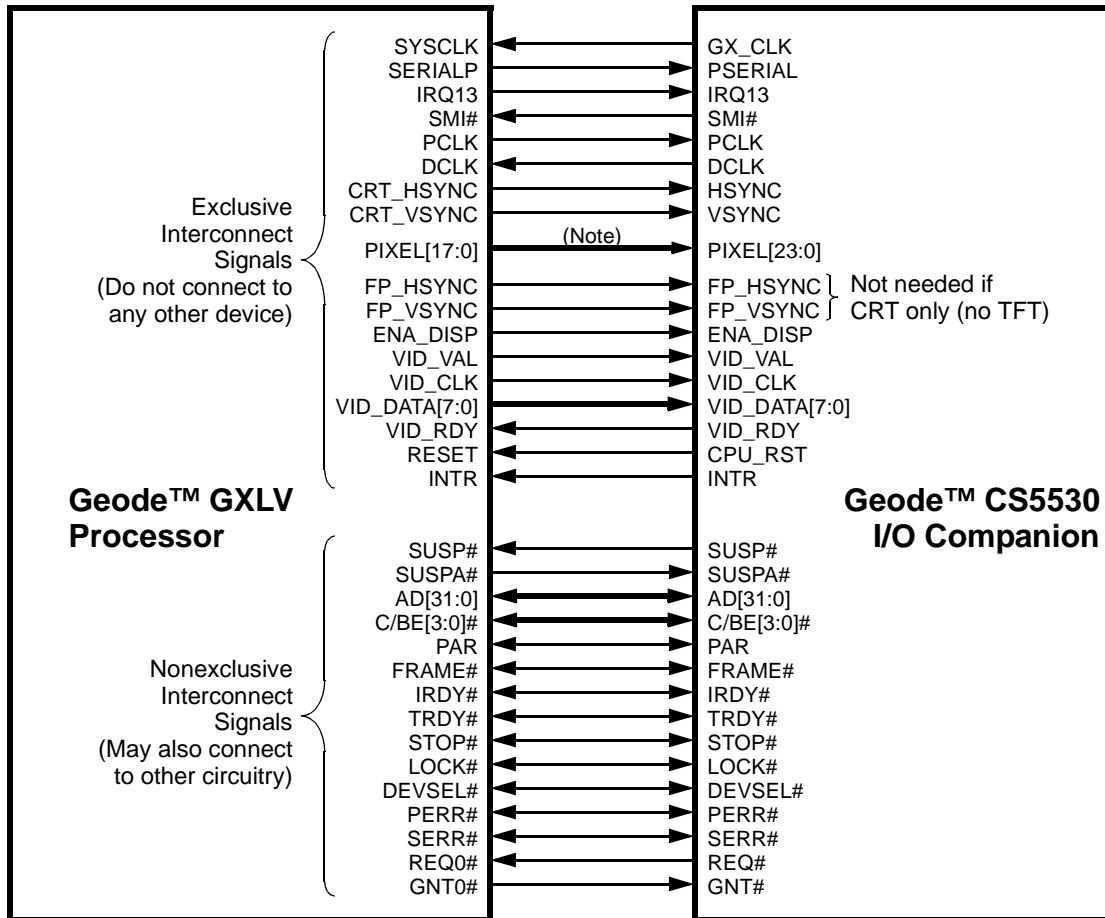 SYSCLK GX_CLK
SERIALP PSERIAL
IRQ13 IRQ13
SMI# SMI#
PCLK PCLK
DCLK DCLK
CRT_HSYNC HSYNC
CRT_VSYNC VSYNC
PIXEL[17:0] (Note) PIXEL[23:0]
FP_HSYNC FP_HSYNC
FP_VSYNC FP_VSYNC
Not needed if
CRT only (no TFT)
ENA_DISP ENA_DISP
VID_VAL VID_VAL
VID_CLK VID_CLK
VID_DATA[7:0] VID_DATA[7:0]
VID_RDY VID_RDY
RESET CPU_RST
INTR INTR
Exclusive
Interconnect
Signals
(Do not connect to
any other device)
Geode™ GXLV
Processor
Geode™ CS5530
I/O Companion
SUSP# SUSP#
SUSPA# SUSPA#
AD[31:0] AD[31:0]
C/BE[3:0]# C/BE[3:0]#
PAR PAR
FRAME# FRAME#
IRDY# IRDY#
TRDY# TRDY#
STOP# STOP#
LOCK# LOCK#
DEVSEL# DEVSEL#
PERR# PERR#
SERR# SERR#
REQ0# REQ#
GNT0# GNT#
Nonexclusive
Interconnect
Signals
(May also connect
to other circuitry)